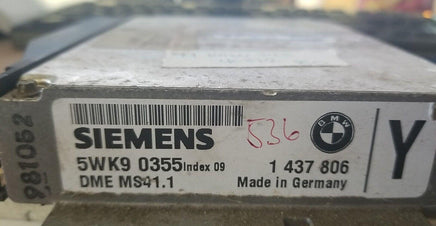 SIEMENS
536
BMW
5WK9 0355 Index 09
1 437 806
DME MS41.1
Made in Germany
Y
981052